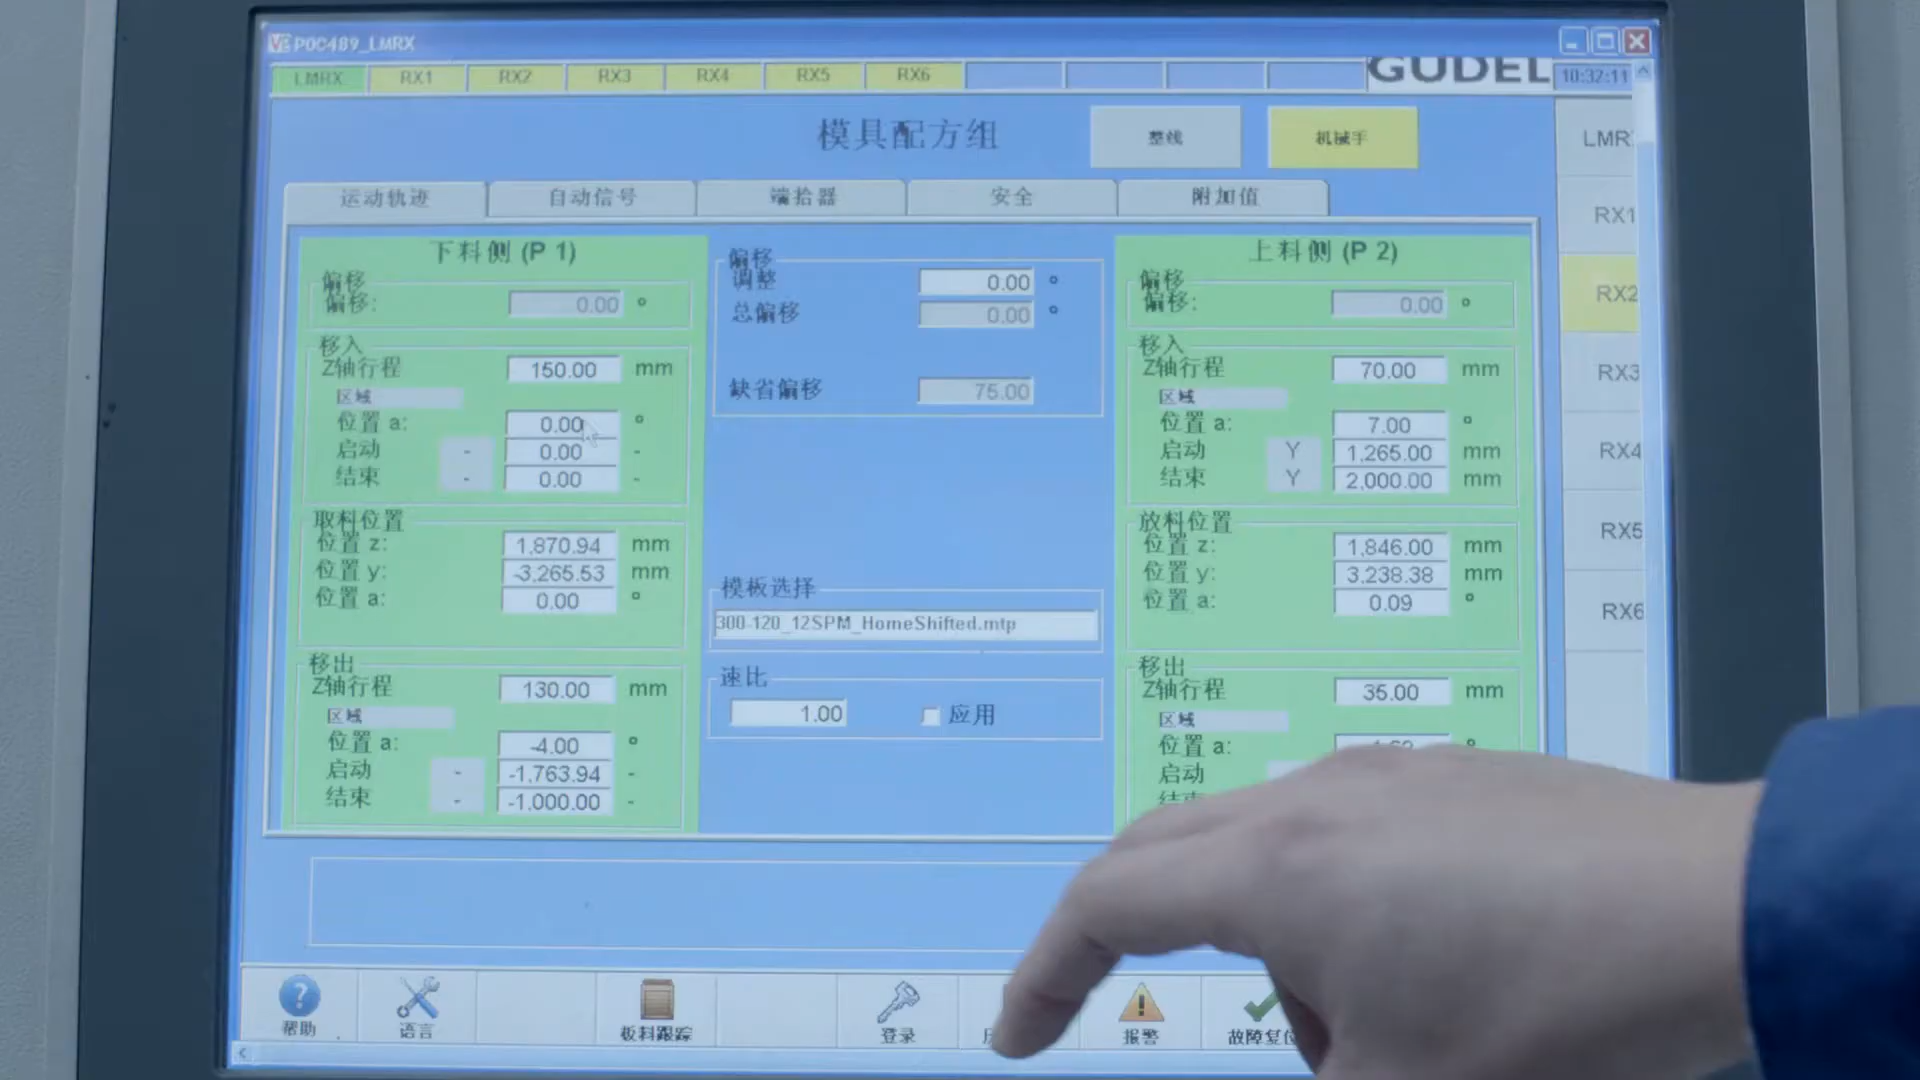 P0C489_LMRX
LMRX RX1 RX2 RX3 RX4 RX5 RX6 GUDEL 10:32:11
模具配方组 整线 机械手
运动轨迹 自动信号 端拾器 安全 附加值
下料侧 (P 1)
偏移
偏移: 0.00 °
移入
Z轴行程 150.00 mm
区域
位置 a: 0.00 °
启动 - 0.00 -
结束 - 0.00 -
取料位置
位置 z: 1,870.94 mm
位置 y: -3,265.53 mm
位置 a: 0.00 °
移出
Z轴行程 130.00 mm
区域
位置 a: -4.00 °
启动 - -1,763.94 -
结束 - -1,000.00 -
偏移
调整 0.00 °
总偏移 0.00 °
缺省偏移 75.00
模板选择
300-120_12SPM_HomeShifted.mtp
速比
1.00 应用
上料侧 (P 2)
偏移
偏移: 0.00 °
移入
Z轴行程 70.00 mm
区域
位置 a: 7.00 °
启动 Y 1,265.00 mm
结束 Y 2,000.00 mm
放料位置
位置 z: 1,846.00 mm
位置 y: 3,238.38 mm
位置 a: 0.09 °
移出
Z轴行程 35.00 mm
区域
位置 a: °
启动
结束
LMR
RX1
RX2
RX3
RX4
RX5
RX6
帮助 语言 板料跟踪 登录 报警 故障复位